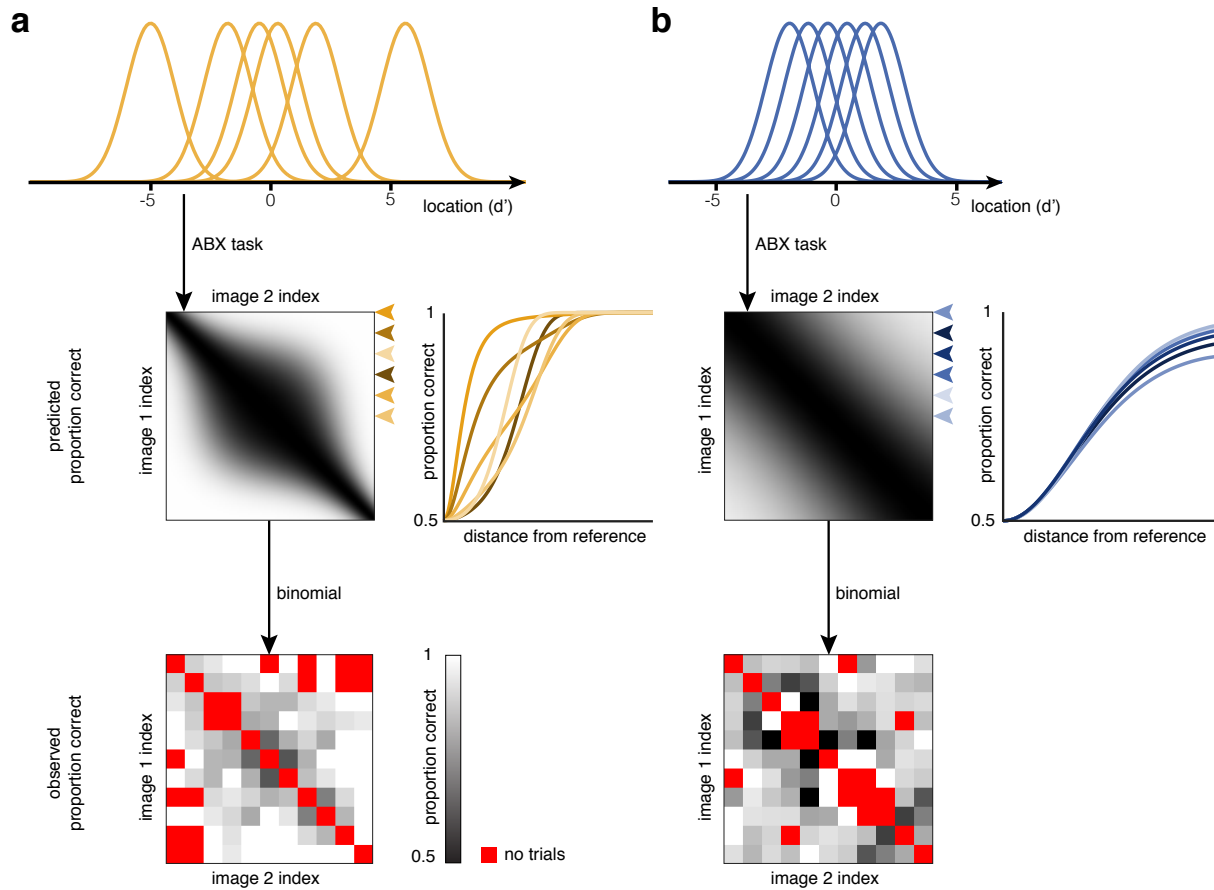 a
b
-5
0
5
location (d')
-5
0
5
location (d')
ABX task
ABX task
image 2 index
image 2 index
predicted
proportion correct
image 1 index
1
proportion correct
0.5
distance from reference
image 1 index
1
proportion correct
0.5
distance from reference
binomial
binomial
observed
proportion correct
image 1 index
image 2 index
1
proportion correct
0.5
no trials
image 1 index
image 2 index